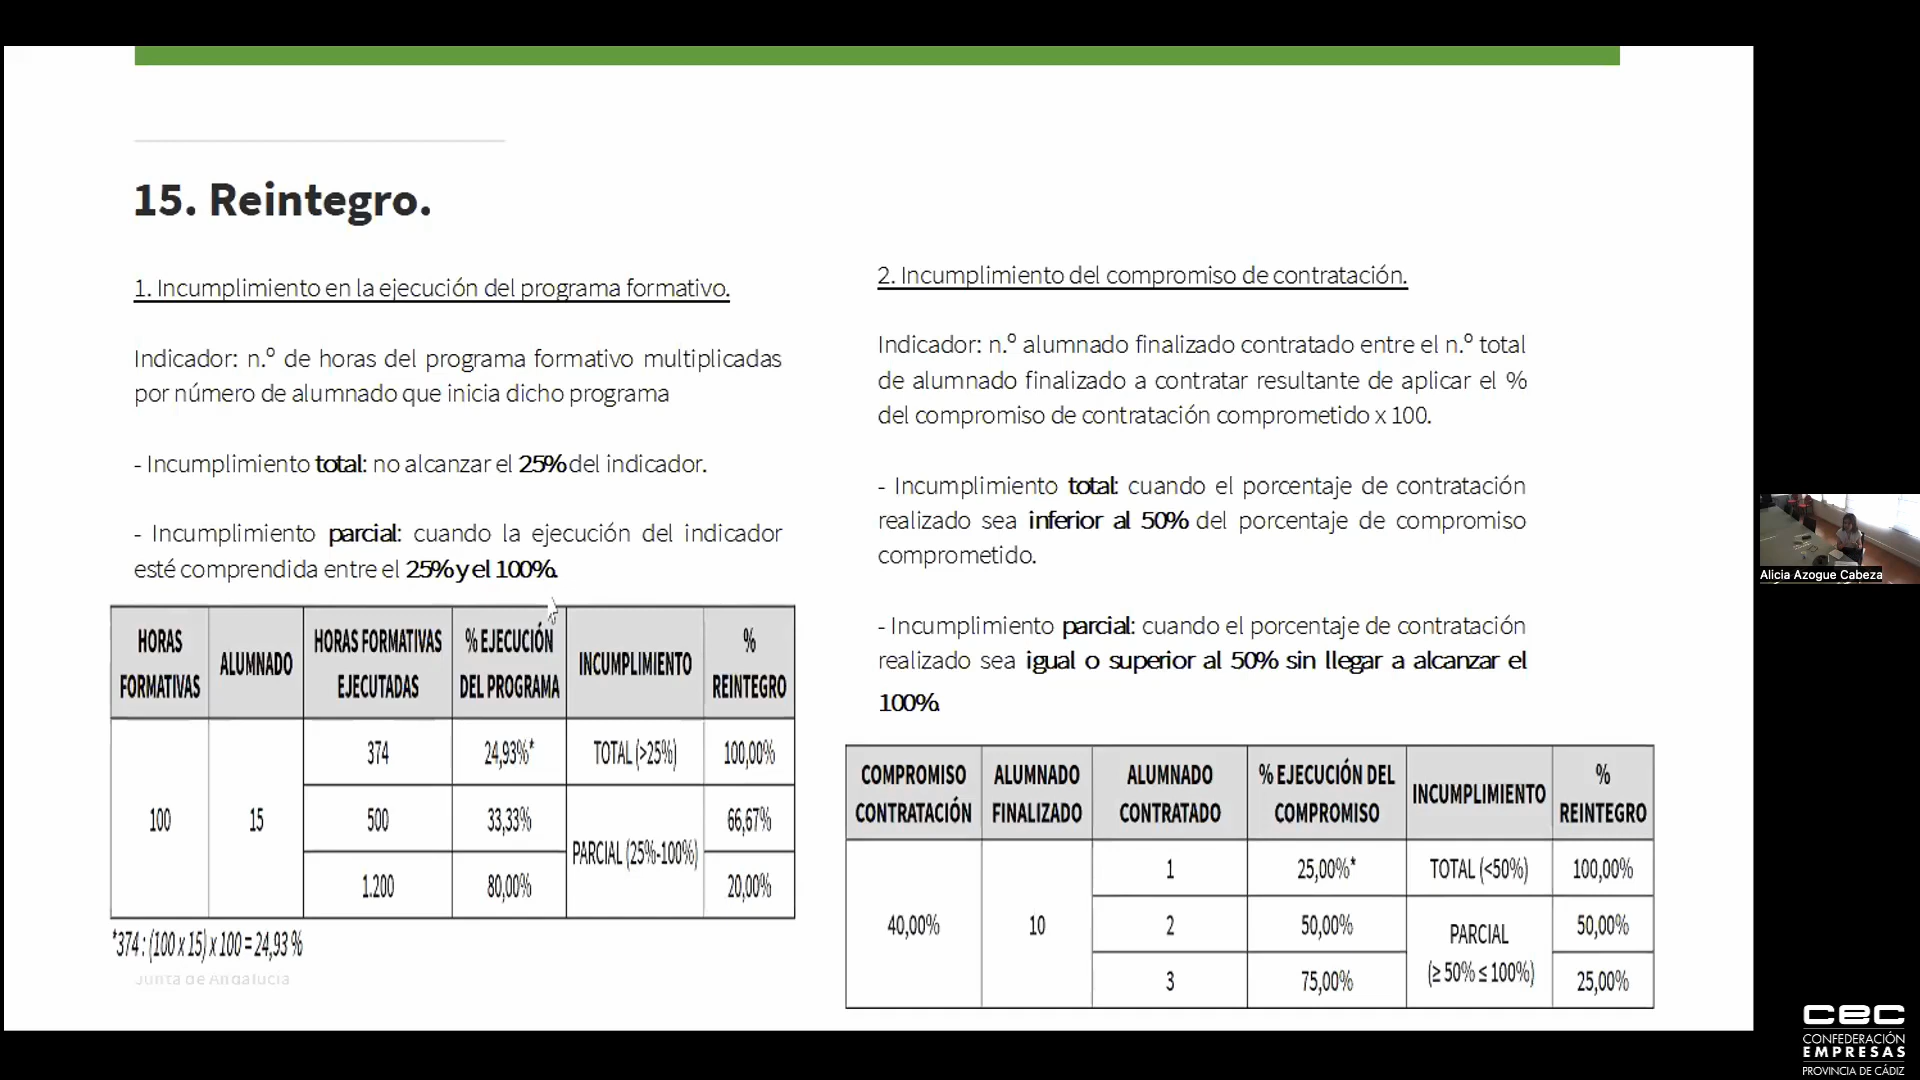 15. Reintegro.
1. Incumplimiento en la ejecución del programa formativo.
Indicador: n.º de horas del programa formativo multiplicadas
por número de alumnado que inicia dicho programa
- Incumplimiento total: no alcanzar el 25% del indicador.
- Incumplimiento parcial: cuando la ejecución del indicador
esté comprendida entre el 25% y el 100%.
HORAS FORMATIVAS
ALUMNADO
HORAS FORMATIVAS EJECUTADAS
% EJECUCIÓN DEL PROGRAMA
INCUMPLIMIENTO
% REINTEGRO
100
15
374
24,93%*
TOTAL (>25%)
100,00%
500
33,33%
PARCIAL (25%-100%)
66,67%
1.200
80,00%
20,00%
*374 : (100 x 15) x 100 = 24,93 %
Junta de Andalucía
2. Incumplimiento del compromiso de contratación.
Indicador: n.º alumnado finalizado contratado entre el n.º total
de alumnado finalizado a contratar resultante de aplicar el %
del compromiso de contratación comprometido x 100.
- Incumplimiento total: cuando el porcentaje de contratación
realizado sea inferior al 50% del porcentaje de compromiso
comprometido.
- Incumplimiento parcial: cuando el porcentaje de contratación
realizado sea igual o superior al 50% sin llegar a alcanzar el
100%.
COMPROMISO CONTRATACIÓN
ALUMNADO FINALIZADO
ALUMNADO CONTRATADO
% EJECUCIÓN DEL COMPROMISO
INCUMPLIMIENTO
% REINTEGRO
40,00%
10
1
25,00%*
TOTAL (<50%)
100,00%
2
50,00%
PARCIAL
(≥ 50% ≤ 100%)
50,00%
3
75,00%
25,00%
Alicia Azogue Cabeza
cec
CONFEDERACIÓN
EMPRESAS
PROVINCIA DE CÁDIZ